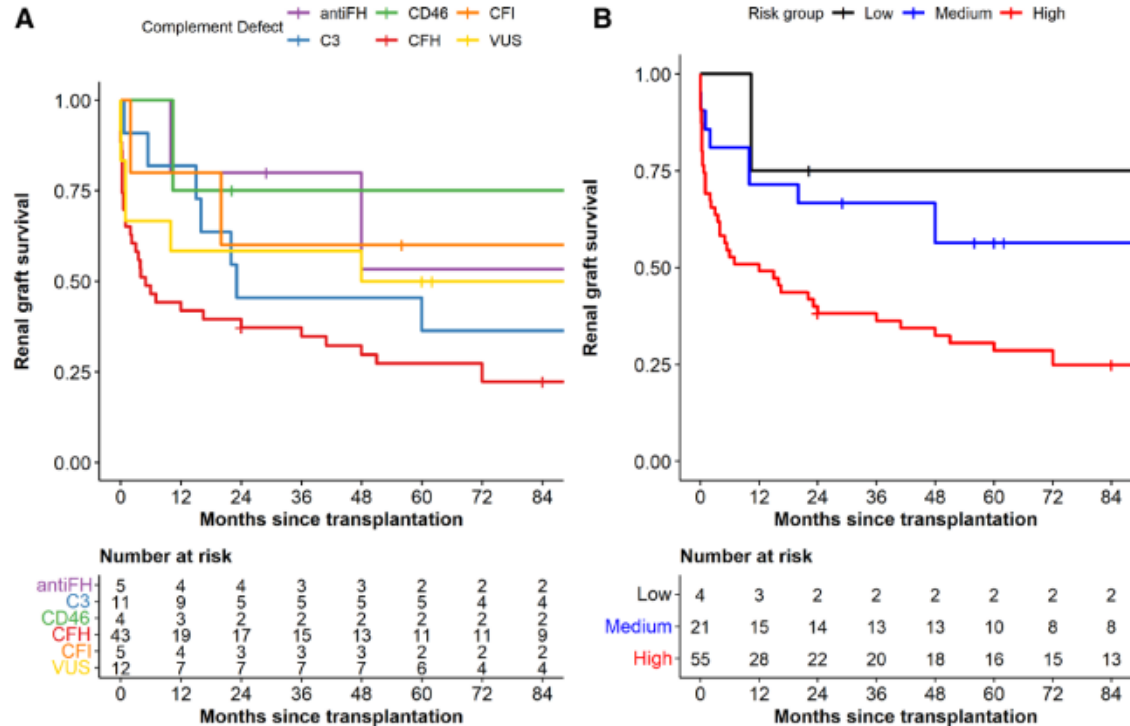 A
Complement Defect
antiFH CD46 CFI
C3 CFH VUS
Renal graft survival
1.00
0.75
0.50
0.25
0.00
0 12 24 36 48 60 72 84
Months since transplantation
Number at risk
antiFH 5 4 4 3 3 2 2 2
C3 11 9 5 5 5 5 4 4
CD46 4 3 2 2 2 2 2 2
CFH 43 19 17 15 13 11 11 9
CFI 5 4 3 3 3 2 2 2
VUS 12 7 7 7 7 6 4 4
0 12 24 36 48 60 72 84
Months since transplantation
B
Risk group Low Medium High
Renal graft survival
1.00
0.75
0.50
0.25
0.00
0 12 24 36 48 60 72 84
Months since transplantation
Number at risk
Low 4 3 2 2 2 2 2 2
Medium 21 15 14 13 13 10 8 8
High 55 28 22 20 18 16 15 13
0 12 24 36 48 60 72 84
Months since transplantation